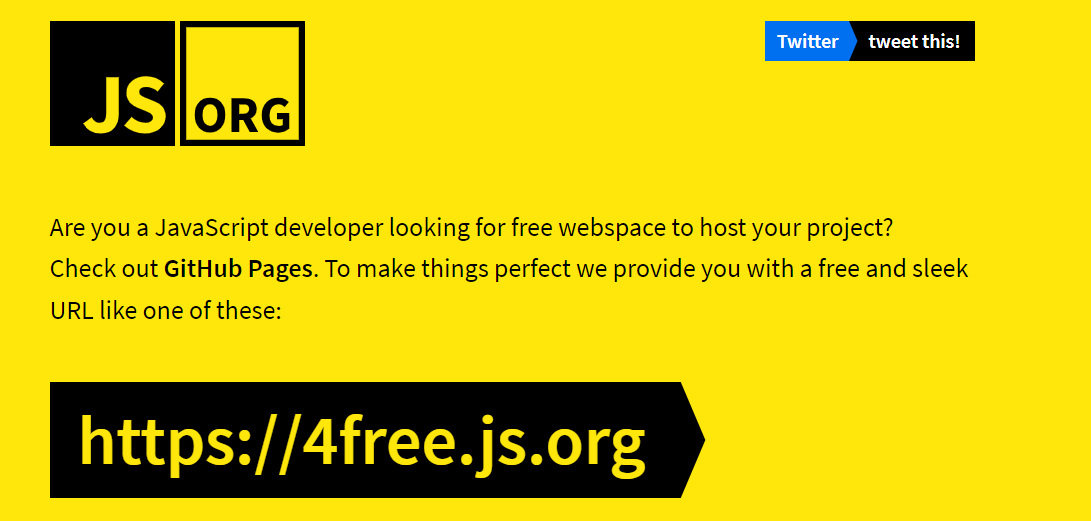 JS ORG
Twitter tweet this!
Are you a JavaScript developer looking for free webspace to host your project?
Check out GitHub Pages. To make things perfect we provide you with a free and sleek
URL like one of these:
https://4free.js.org